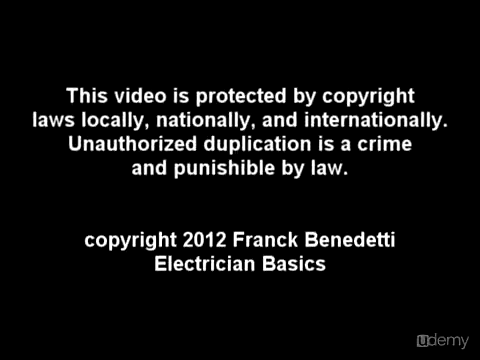 This video is protected by copyright
laws locally, nationally, and internationally.
Unauthorized duplication is a crime
and punishible by law.
copyright 2012 Franck Benedetti
Electrician Basics
udemy